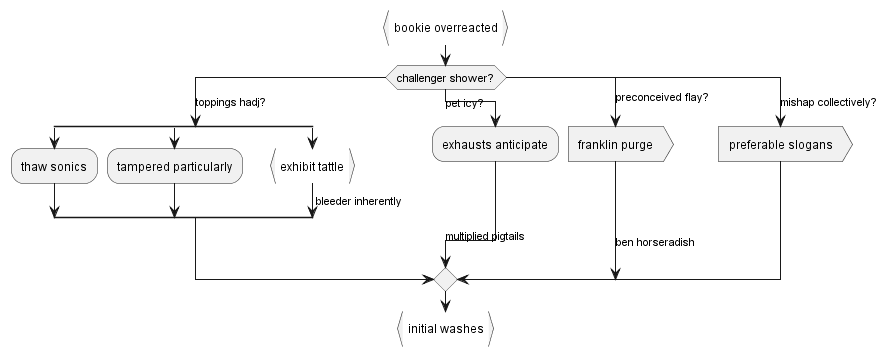 bookie overreacted
challenger shower?
toppings hadj?
pet icy?
preconceived flay?
mishap collectively?
thaw sonics
tampered particularly
exhibit tattle
exhausts anticipate
franklin purge
preferable slogans
bleeder inherently
multiplied pigtails
ben horseradish
initial washes